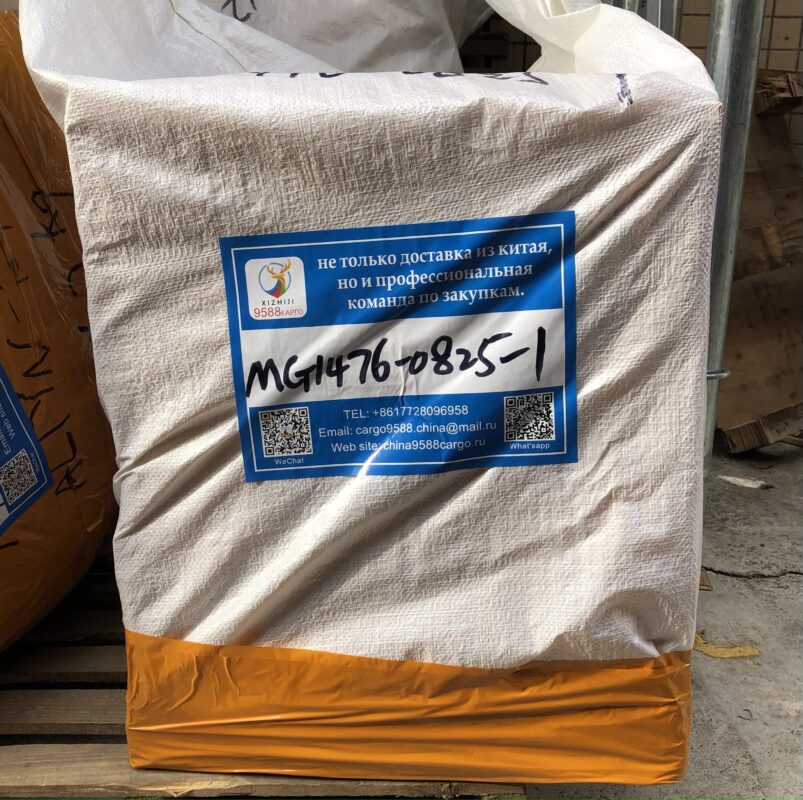 не только доставка из китая,
но и профессиональная
команда по закупкам.
XIZHIJI
9588КАРГО
MG1476-0825-1
TEL: +8617728096958
Email: cargo9588.china@mail.ru
Web site:china9588cargo.ru
WeChat
What'sapp
ALMN